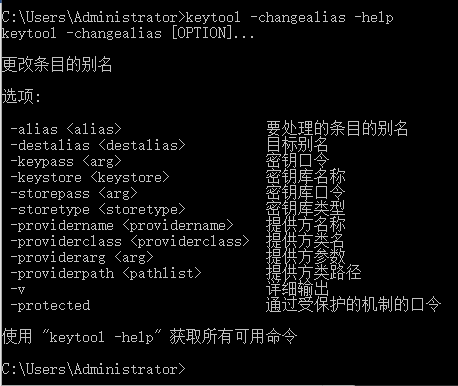 C:\Users\Administrator>keytool -changealias -help
keytool -changealias [OPTION]...
更改条目的别名
选项:
-alias <alias> 要处理的条目的别名
-destalias <destalias> 目标别名
-keypass <arg> 密钥口令
-keystore <keystore> 密钥库名称
-storepass <arg> 密钥库口令
-storetype <storetype> 密钥库类型
-providername <providername> 提供方名称
-providerclass <providerclass> 提供方类名
-providerarg <arg> 提供方参数
-providerpath <pathlist> 提供方类路径
-v 详细输出
-protected 通过受保护的机制的口令
使用 "keytool -help" 获取所有可用命令
C:\Users\Administrator>